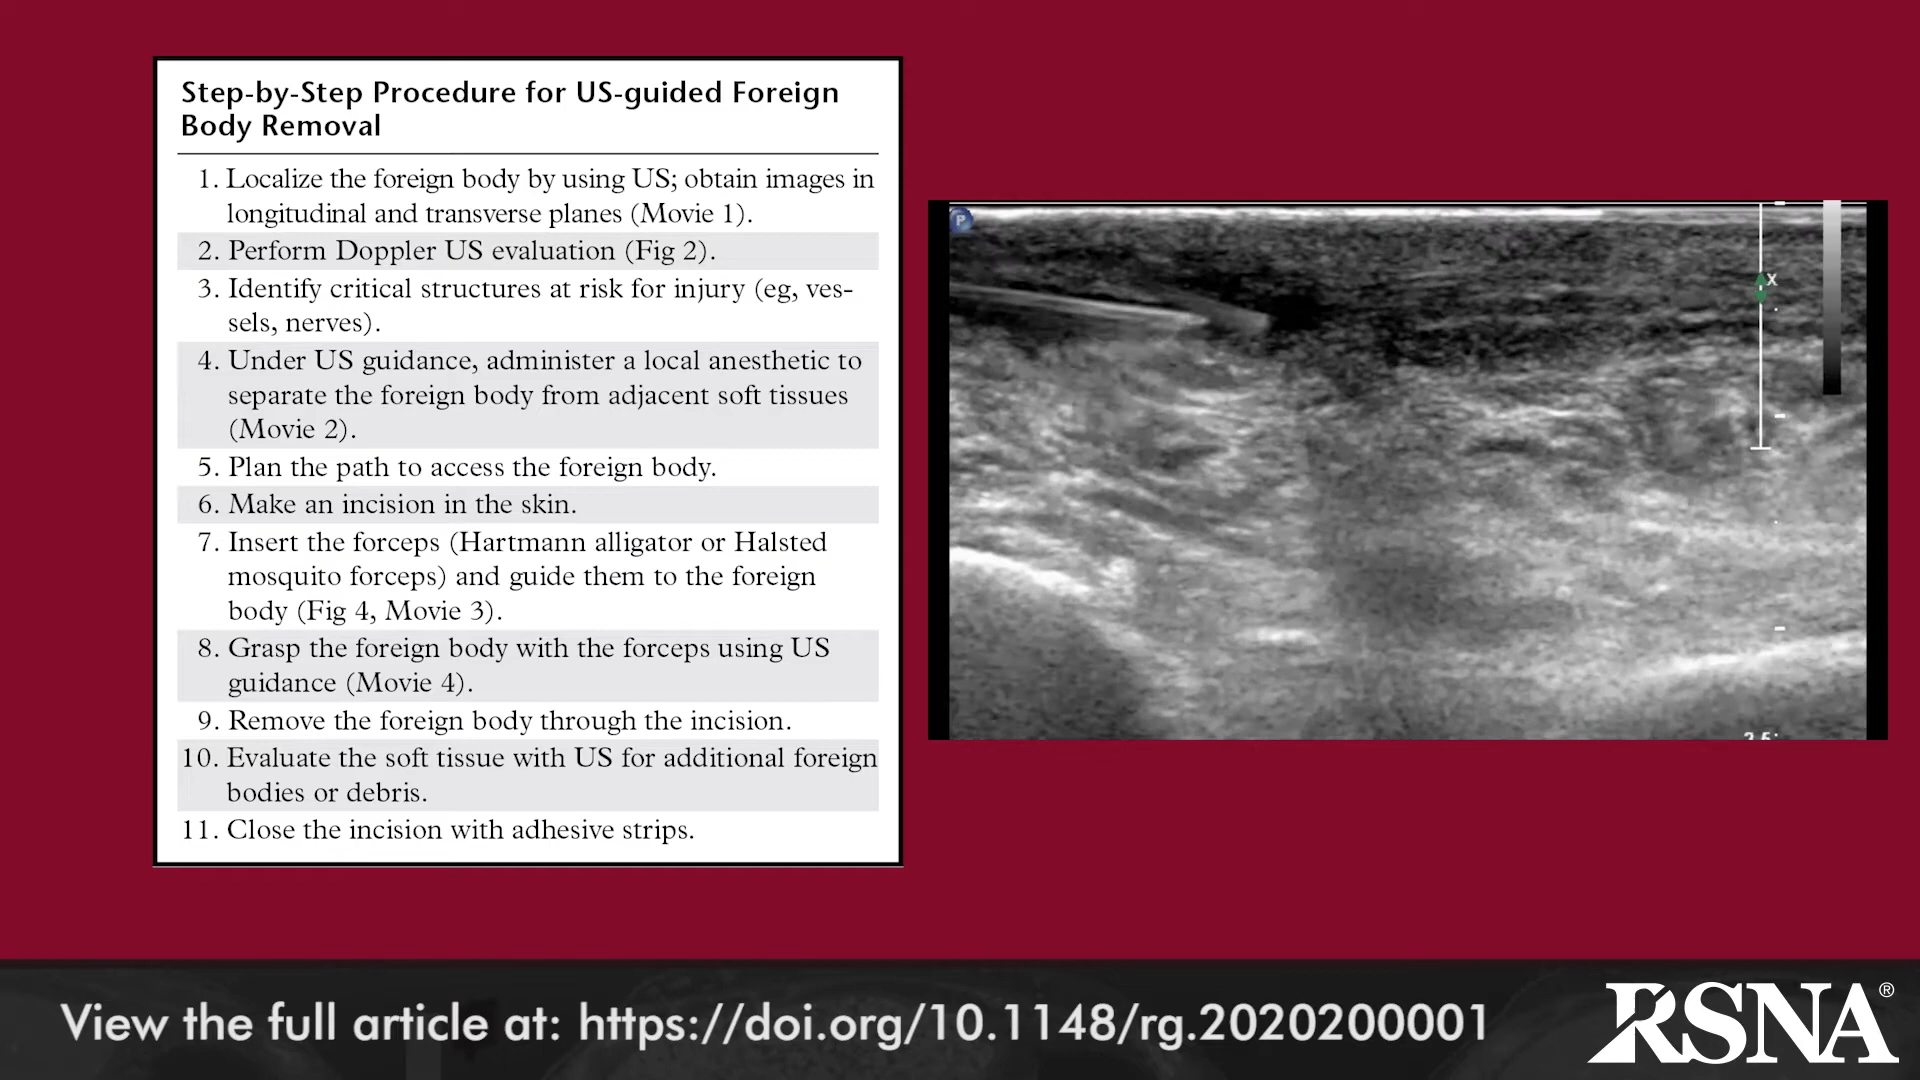 Step-by-Step Procedure for US-guided Foreign
Body Removal
1. Localize the foreign body by using US; obtain images in
longitudinal and transverse planes (Movie 1).
2. Perform Doppler US evaluation (Fig 2).
3. Identify critical structures at risk for injury (eg, ves-
sels, nerves).
4. Under US guidance, administer a local anesthetic to
separate the foreign body from adjacent soft tissues
(Movie 2).
5. Plan the path to access the foreign body.
6. Make an incision in the skin.
7. Insert the forceps (Hartmann alligator or Halsted
mosquito forceps) and guide them to the foreign
body (Fig 4, Movie 3).
8. Grasp the foreign body with the forceps using US
guidance (Movie 4).
9. Remove the foreign body through the incision.
10. Evaluate the soft tissue with US for additional foreign
bodies or debris.
11. Close the incision with adhesive strips.
P
X
View the full article at: https://doi.org/10.1148/rg.2020200001
RSNA®